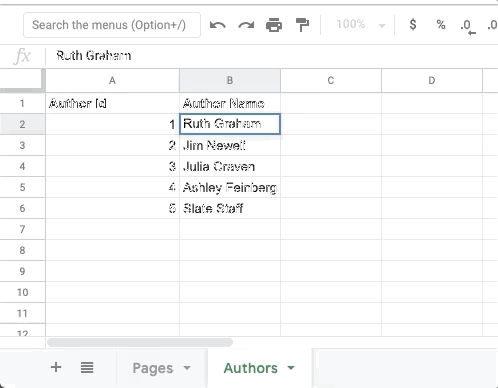 Search the menus (Option+/) 100% $ % .0 .0
fx Ruth Graham
A B C D
1 Author Id Author Name
2 1 Ruth Graham
3 2 Jim Newell
4 3 Julia Craven
5 4 Ashley Feinberg
6 5 Slate Staff
7
8
9
10
11
12
+ Pages Authors